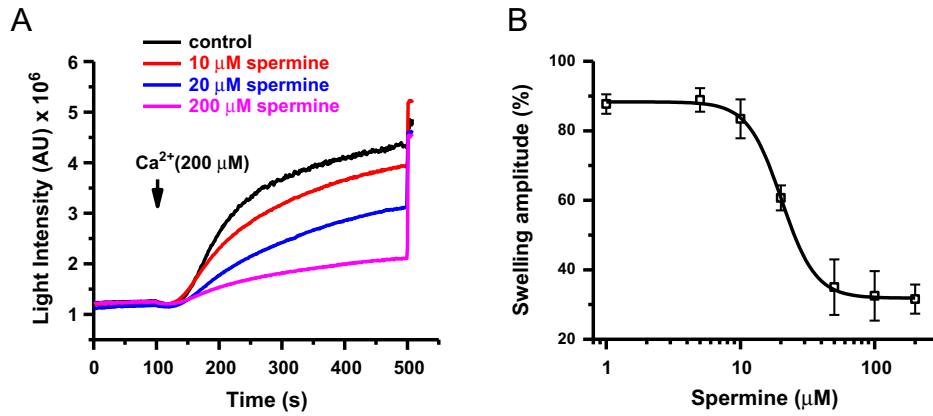 A
control
10 μM spermine
20 μM spermine
200 μM spermine
Light Intensity (AU) x 10⁶
6
5
4
3
2
1
Ca²⁺(200 μM)
0 100 200 300 400 500
Time (s)
B
Swelling amplitude (%)
100
80
60
40
20
1 10 100
Spermine (μM)